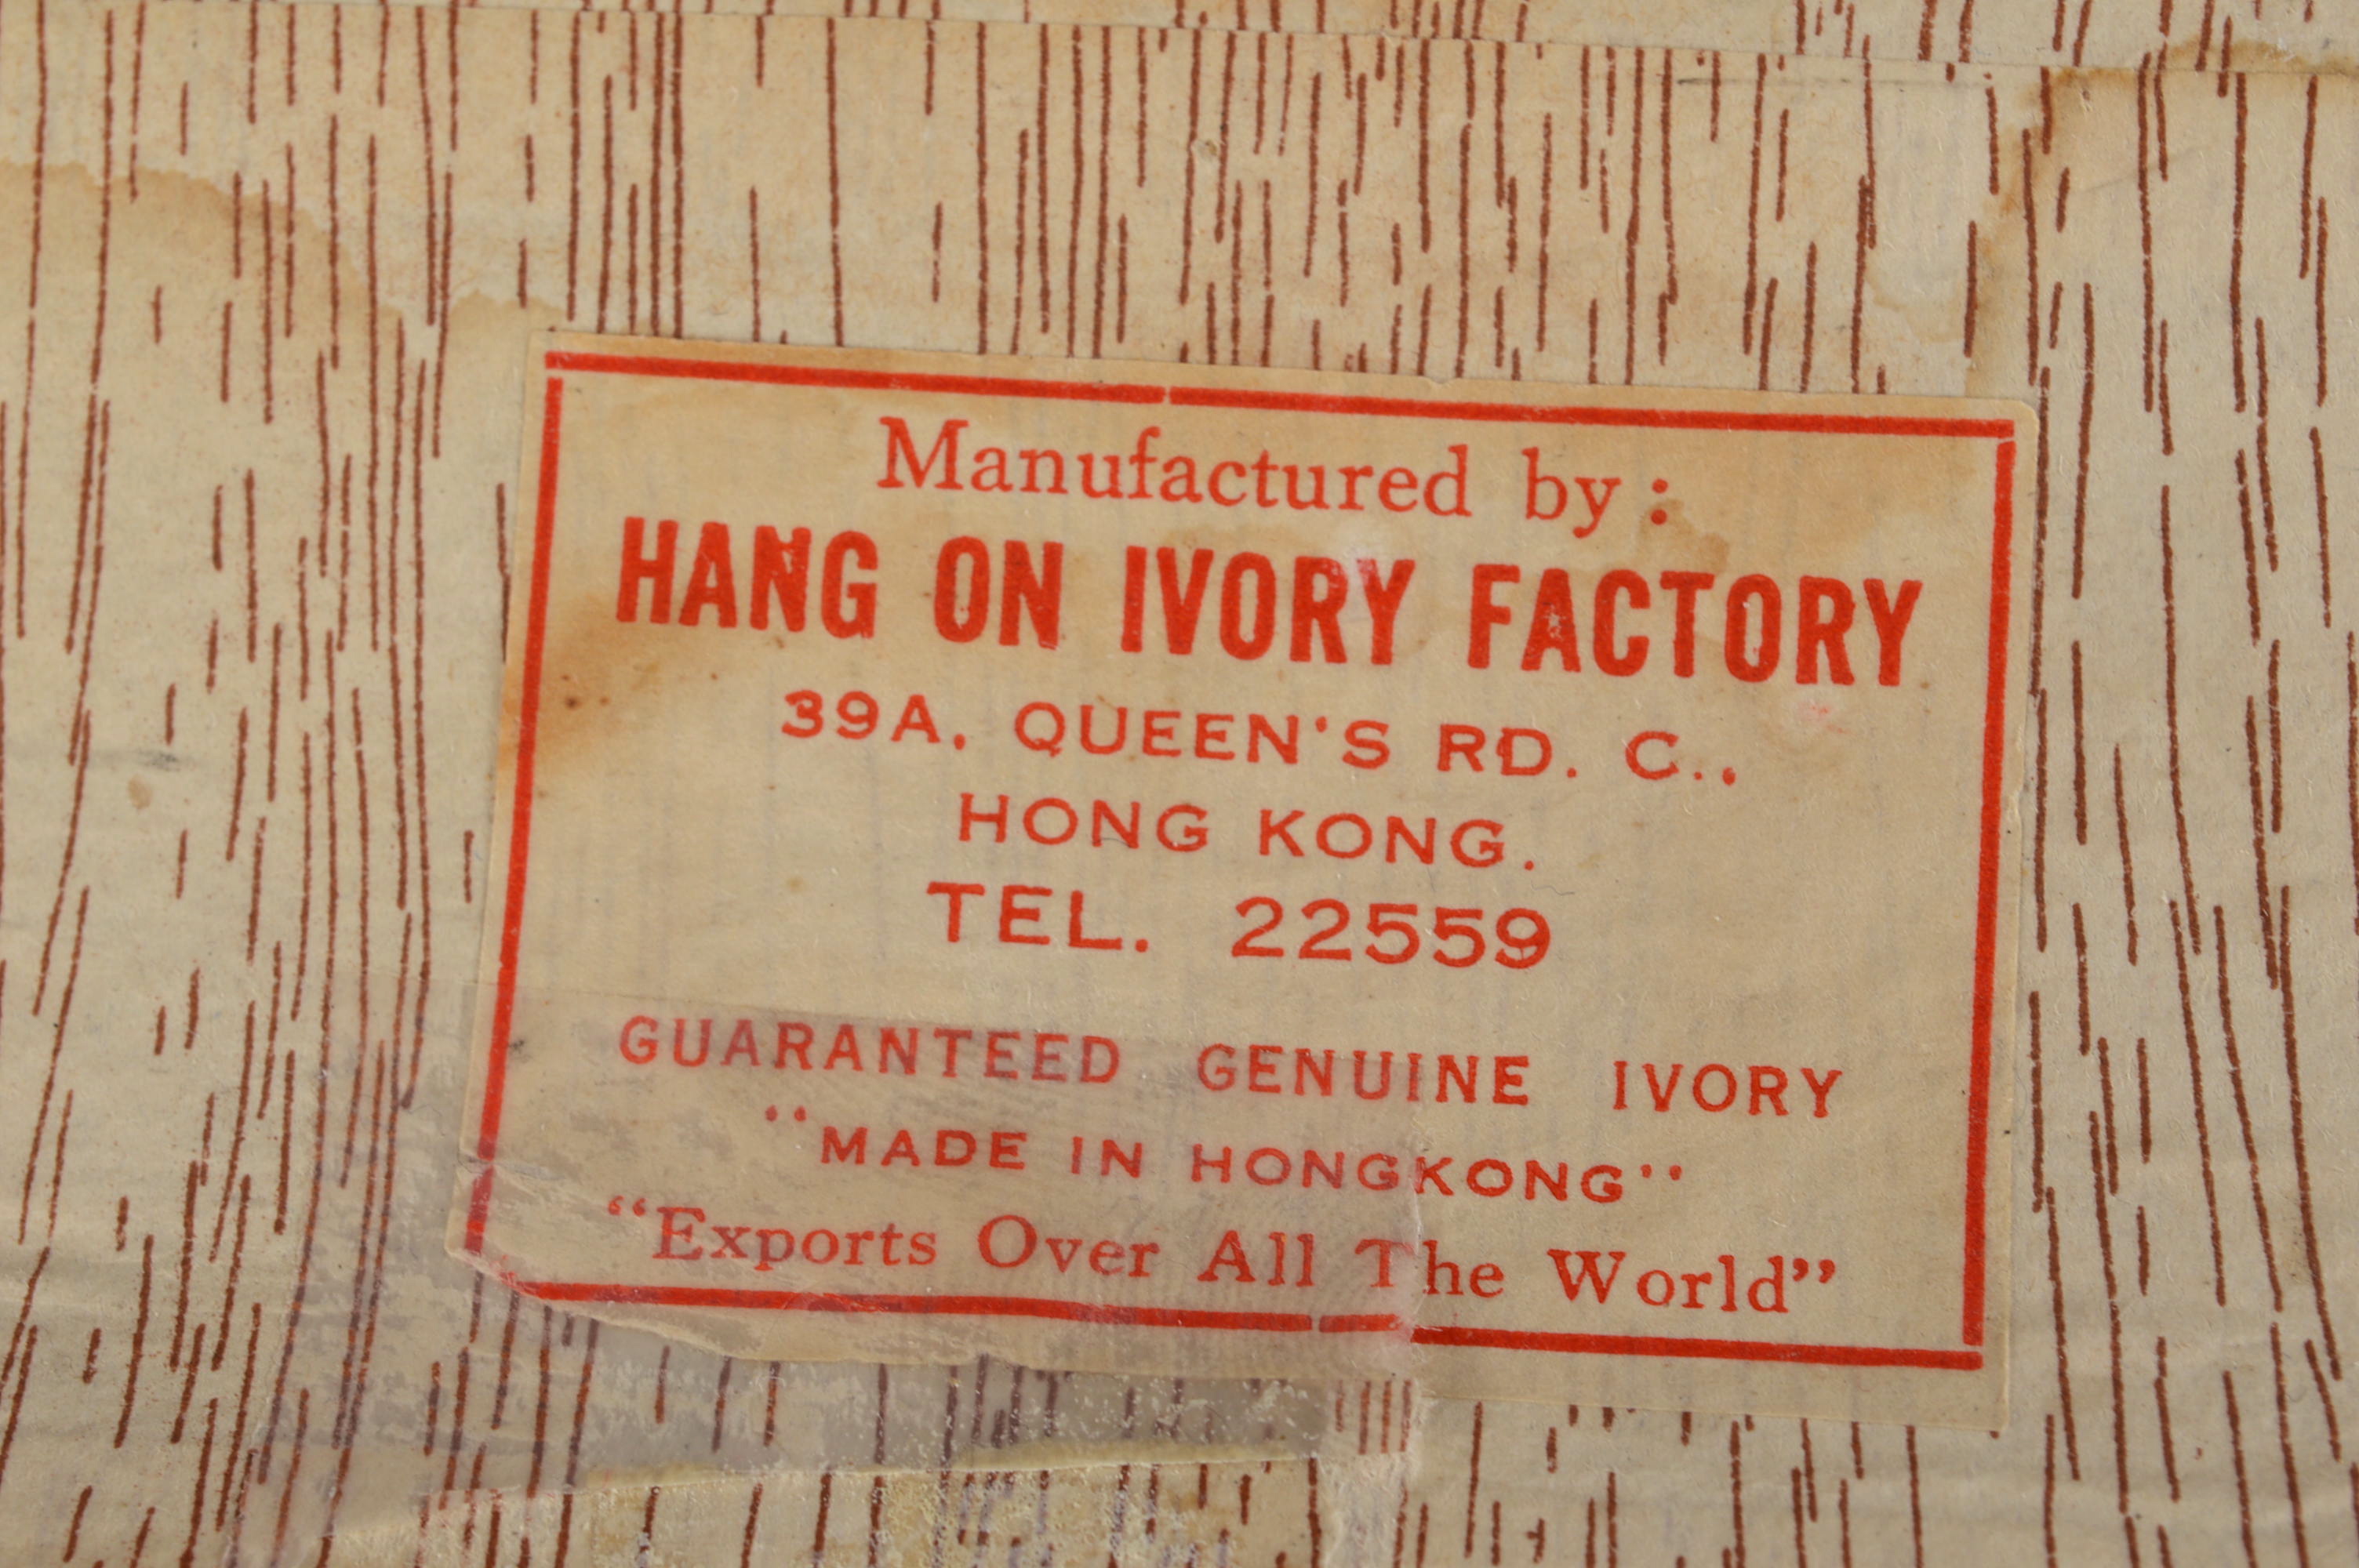 Manufactured by :
HANG ON IVORY FACTORY
39A, QUEEN'S RD. C.,
HONG KONG.
TEL. 22559
GUARANTEED GENUINE IVORY
"MADE IN HONGKONG"
"Exports Over All The World"